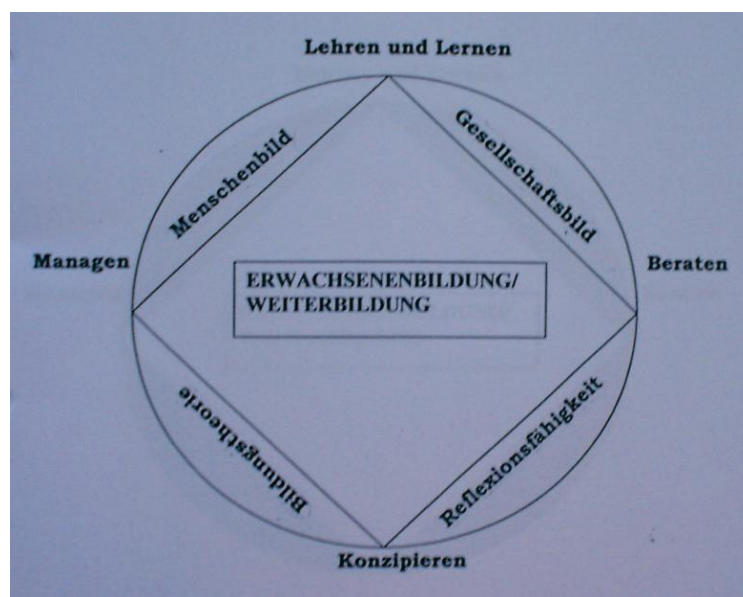 Lehren und Lernen
Menschenbild
Gesellschaftsbild
Managen
Beraten
ERWACHSENENBILDUNG/
WEITERBILDUNG
Bildungstheorie
Reflexionsfähigkeit
Konzipieren